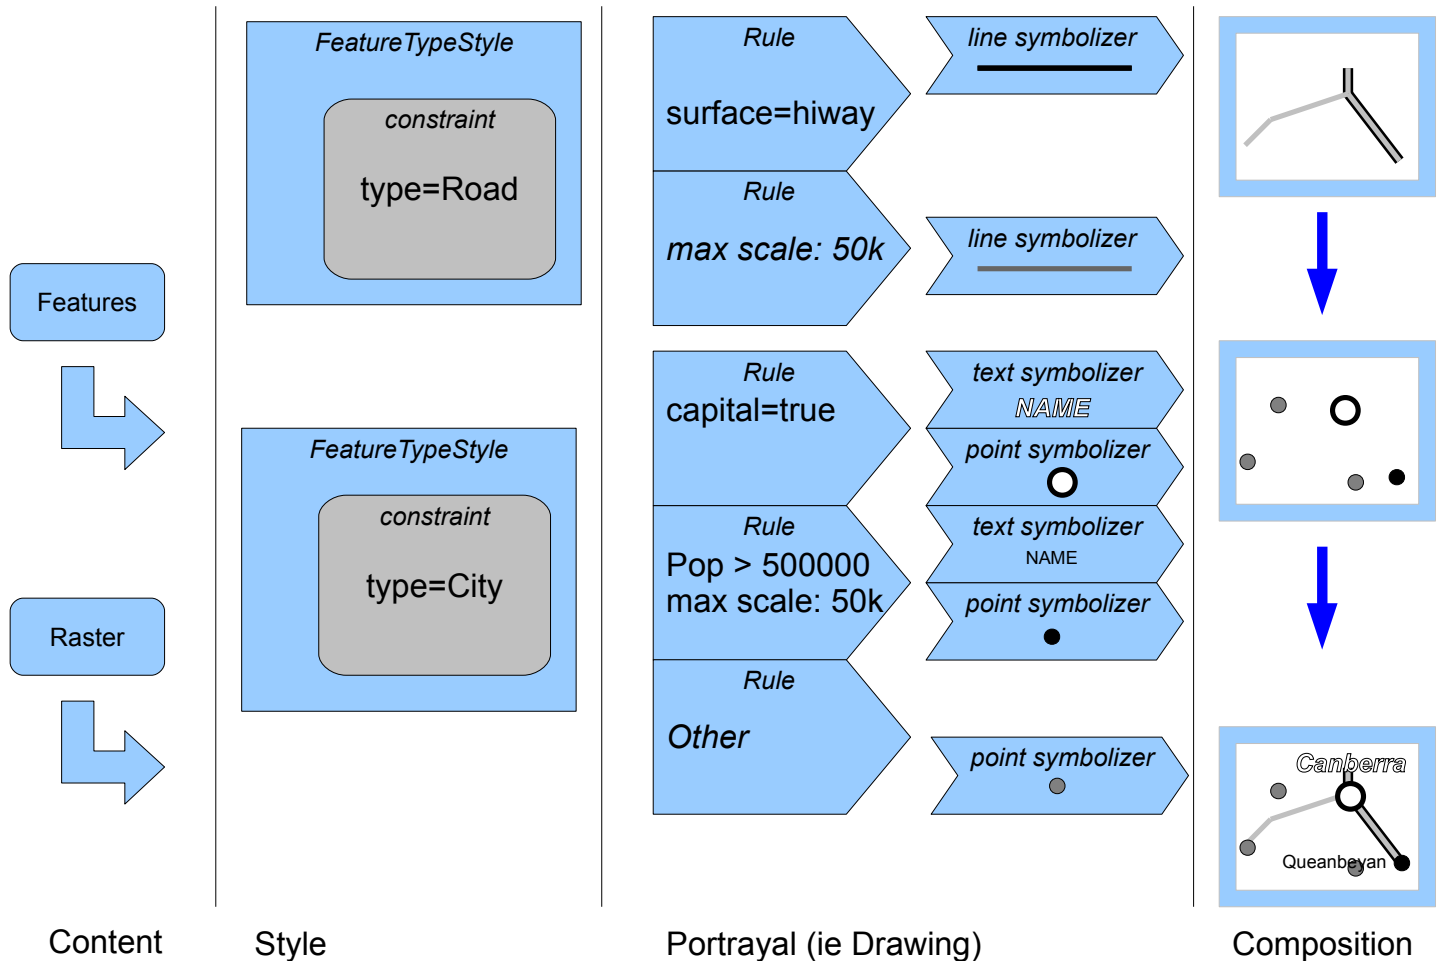 Features
Raster
Content
FeatureTypeStyle
constraint
type=Road
FeatureTypeStyle
constraint
type=City
Style
Rule
surface=hiway
Rule
max scale: 50k
Rule
capital=true
Rule
Pop > 500000
max scale: 50k
Rule
Other
line symbolizer
line symbolizer
text symbolizer
NAME
point symbolizer
text symbolizer
NAME
point symbolizer
point symbolizer
Portrayal (ie Drawing)
Canberra
Queanbeyan
Composition